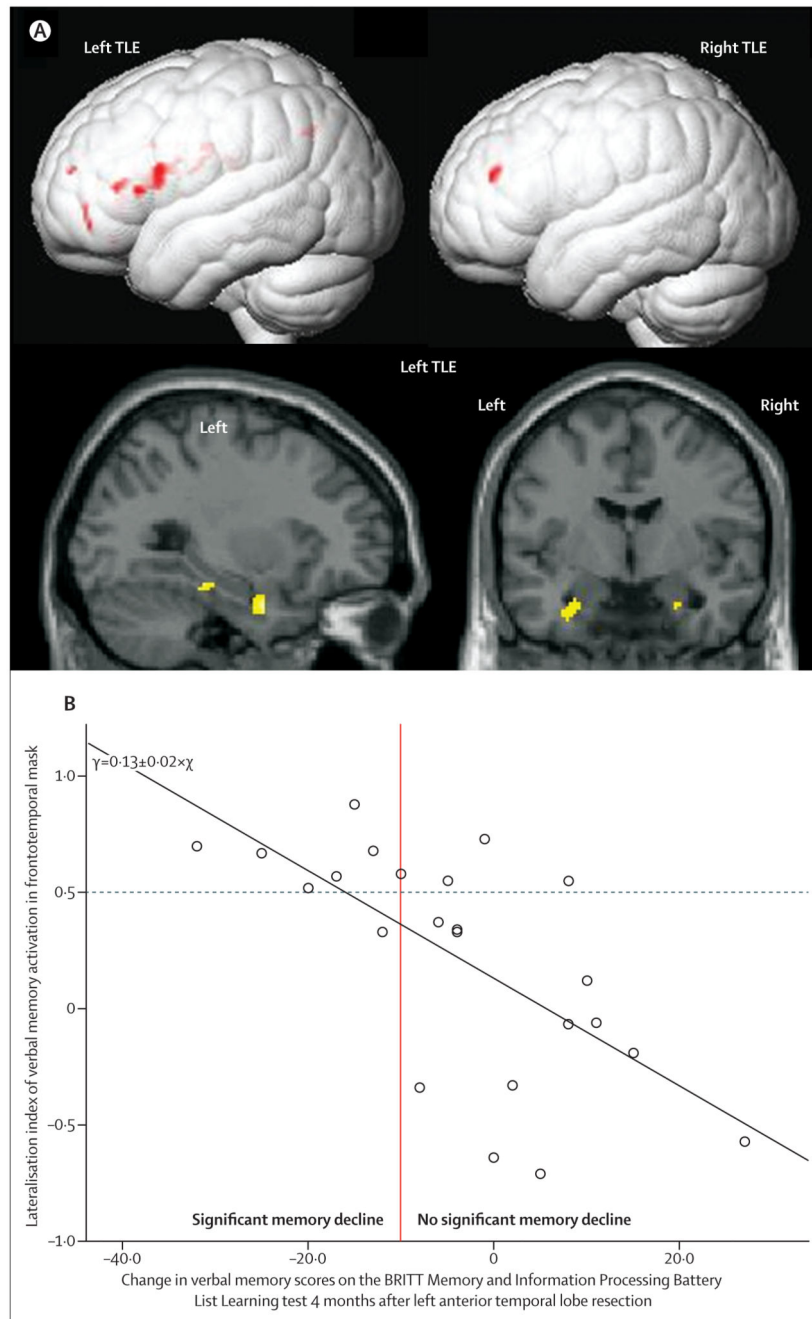 A
Left TLE
Right TLE
Left TLE
Left
Left
Right
B
γ=0·13±0·02×χ
1·0
0·5
0
−0·5
−1·0
Lateralisation index of verbal memory activation in frontotemporal mask
Significant memory decline
No significant memory decline
−40·0
−20·0
0
20·0
Change in verbal memory scores on the BRITT Memory and Information Processing Battery
List Learning test 4 months after left anterior temporal lobe resection